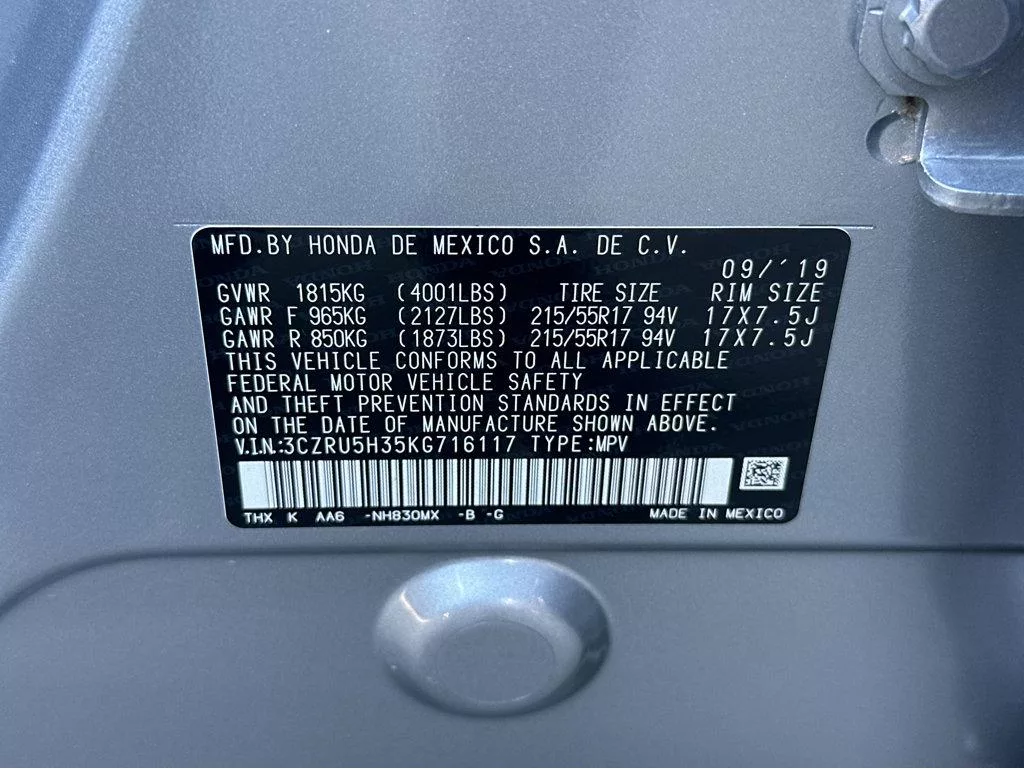 MFD.BY HONDA DE MEXICO S.A. DE C.V.
09/´19
GVWR 1815KG (4001LBS) TIRE SIZE RIM SIZE
GAWR F 965KG (2127LBS) 215/55R17 94V 17X7.5J
GAWR R 850KG (1873LBS) 215/55R17 94V 17X7.5J
THIS VEHICLE CONFORMS TO ALL APPLICABLE
FEDERAL MOTOR VEHICLE SAFETY
AND THEFT PREVENTION STANDARDS IN EFFECT
ON THE DATE OF MANUFACTURE SHOWN ABOVE.
V.I.N.:3CZRU5H35KG716117 TYPE:MPV
THX K AA6 -NH830MX -B -G MADE IN MEXICO